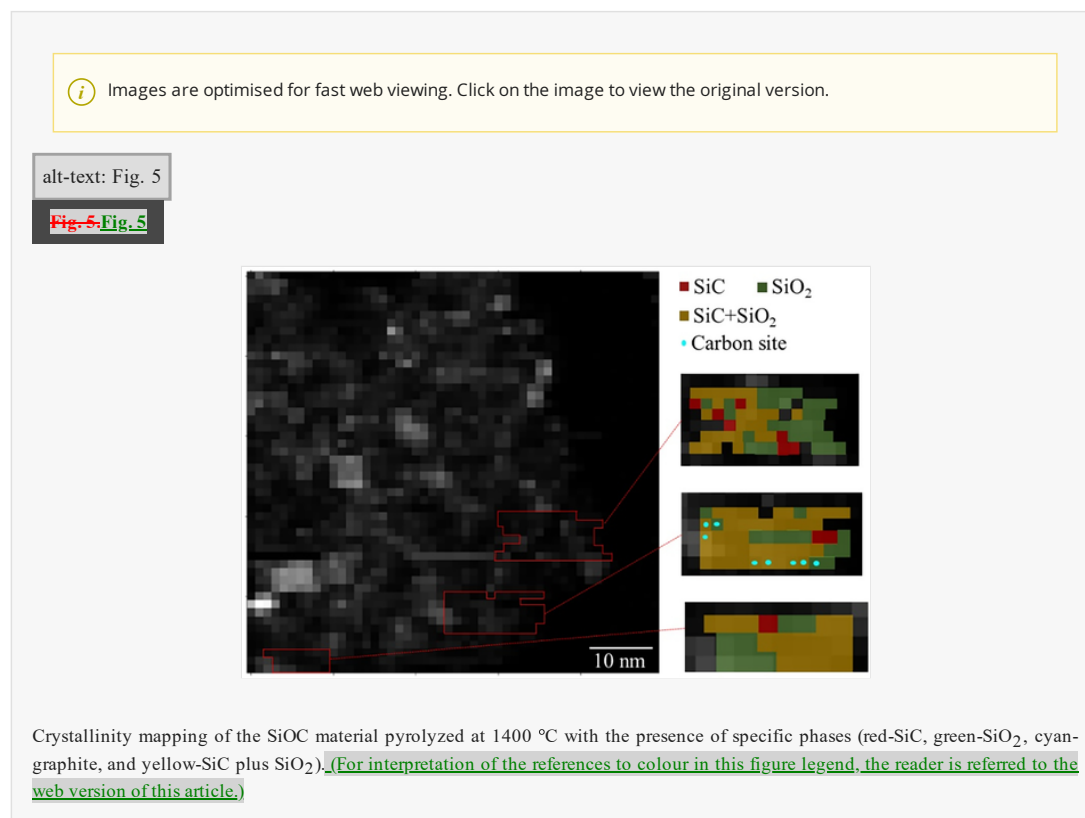 Images are optimised for fast web viewing. Click on the image to view the original version.
alt-text: Fig. 5
Fig. 5.Fig. 5
SiC SiO₂
SiC+SiO₂
Carbon site
10 nm
Crystallinity mapping of the SiOC material pyrolyzed at 1400 °C with the presence of specific phases (red-SiC, green-SiO₂, cyan-
graphite, and yellow-SiC plus SiO₂). (For interpretation of the references to colour in this figure legend, the reader is referred to the
web version of this article.)